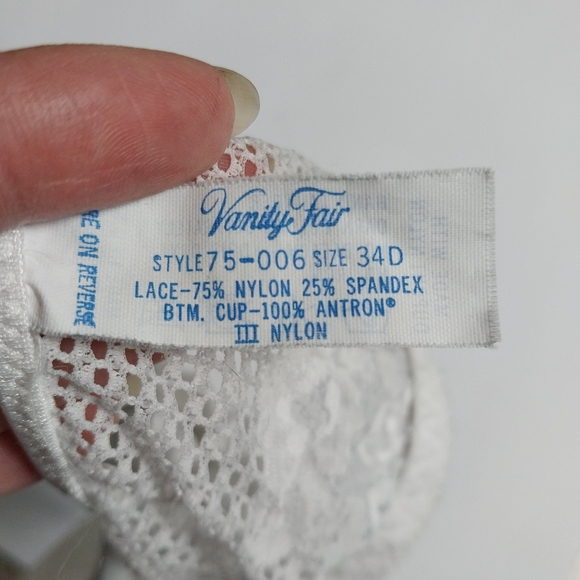 Vanity Fair
STYLE 75-006 SIZE 34D
LACE-75% NYLON 25% SPANDEX
BTM. CUP-100% ANTRON®
III NYLON
RE ON REVERSE